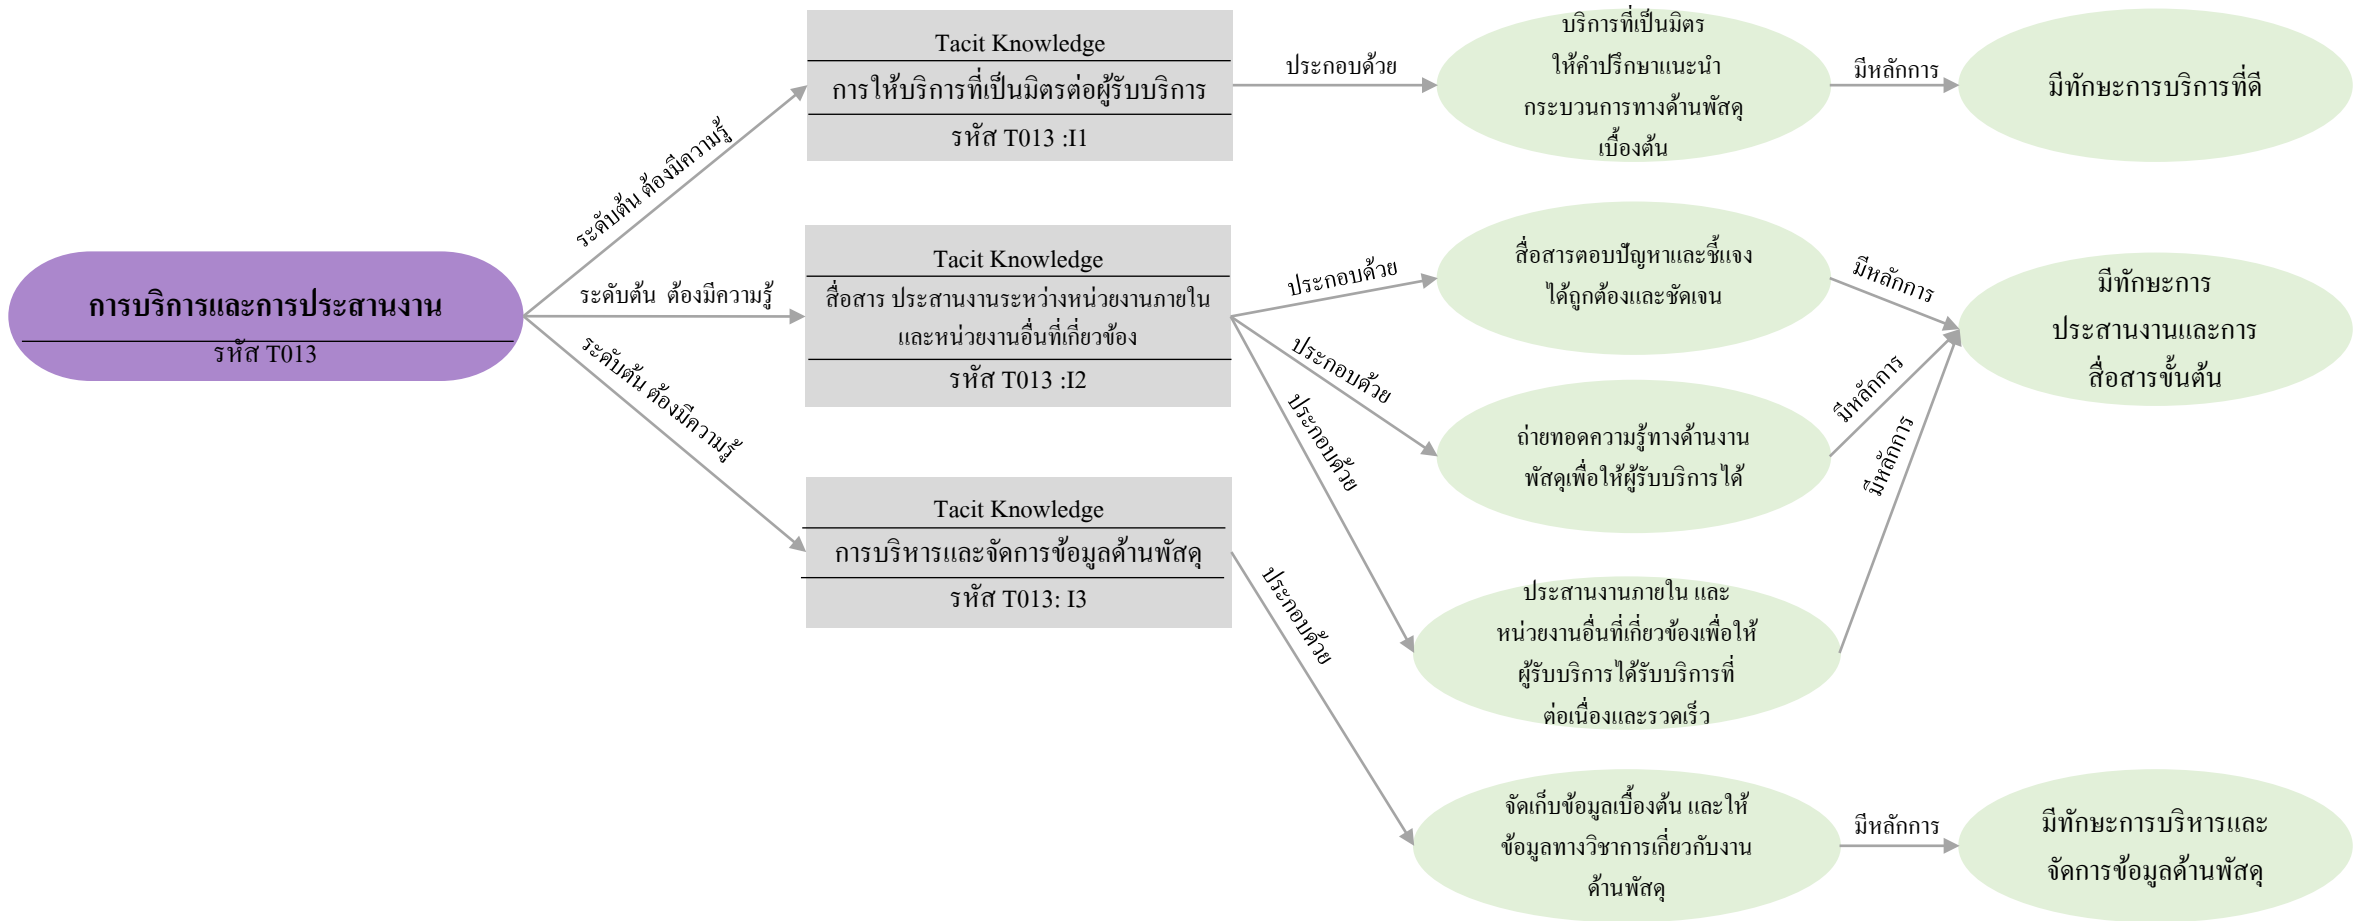 การบริการและการประสานงาน
รหัส T013
ระดับต้น ต้องมีความรู้
ระดับต้น ต้องมีความรู้
ระดับต้น ต้องมีความรู้
Tacit Knowledge
การให้บริการที่เป็นมิตรต่อผู้รับบริการ
รหัส T013 :I1
ประกอบด้วย
บริการที่เป็นมิตร
ให้คำปรึกษาแนะนำ
กระบวนการทางด้านพัสดุ
เบื้องต้น
มีหลักการ
มีทักษะการบริการที่ดี
Tacit Knowledge
สื่อสาร ประสานงานระหว่างหน่วยงานภายใน
และหน่วยงานอื่นที่เกี่ยวข้อง
รหัส T013 :I2
ประกอบด้วย
ประกอบด้วย
ประกอบด้วย
สื่อสารตอบปัญหาและชี้แจง
ได้ถูกต้องและชัดเจน
มีหลักการ
ถ่ายทอดความรู้ทางด้านงาน
พัสดุเพื่อให้ผู้รับบริการได้
มีหลักการ
ประสานงานภายใน และ
หน่วยงานอื่นที่เกี่ยวข้องเพื่อให้
ผู้รับบริการได้รับบริการที่
ต่อเนื่องและรวดเร็ว
มีหลักการ
มีทักษะการ
ประสานงานและการ
สื่อสารขั้นต้น
Tacit Knowledge
การบริหารและจัดการข้อมูลด้านพัสดุ
รหัส T013: I3
ประกอบด้วย
จัดเก็บข้อมูลเบื้องต้น และให้
ข้อมูลทางวิชาการเกี่ยวกับงาน
ด้านพัสดุ
มีหลักการ
มีทักษะการบริหารและ
จัดการข้อมูลด้านพัสดุ